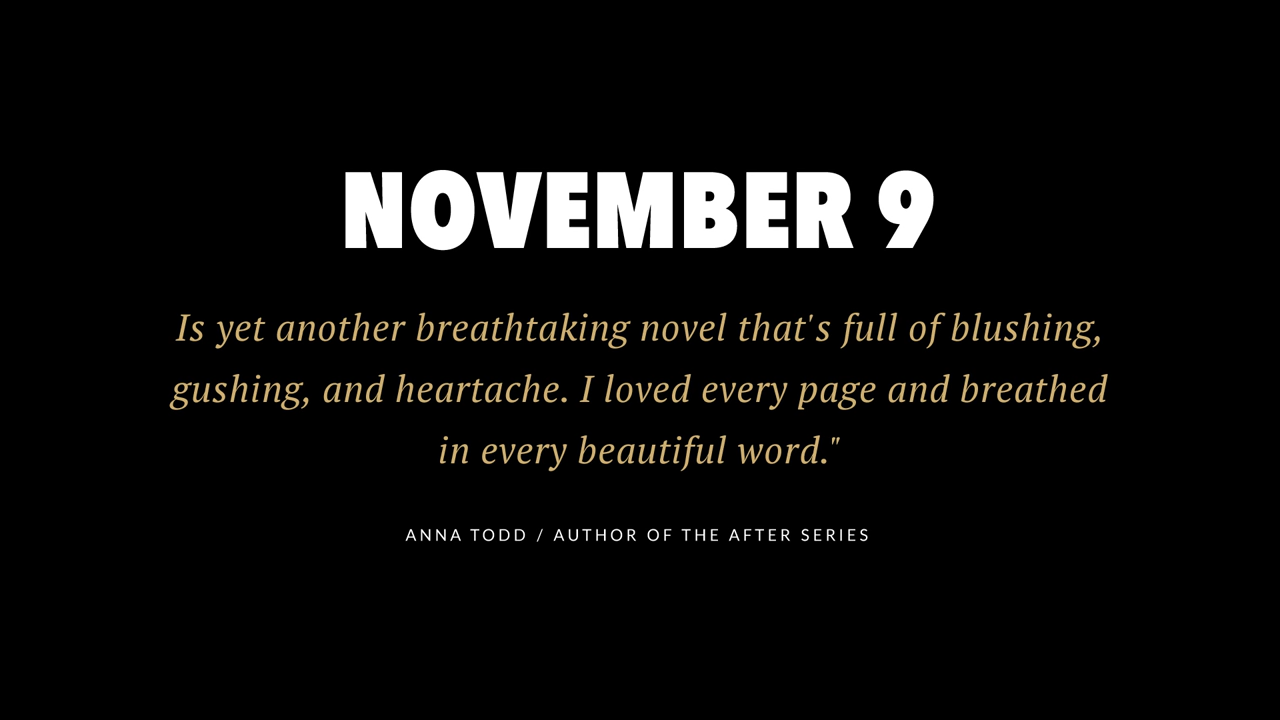 NOVEMBER 9
Is yet another breathtaking novel that's full of blushing,
gushing, and heartache. I loved every page and breathed
in every beautiful word."
ANNA TODD / AUTHOR OF THE AFTER SERIES